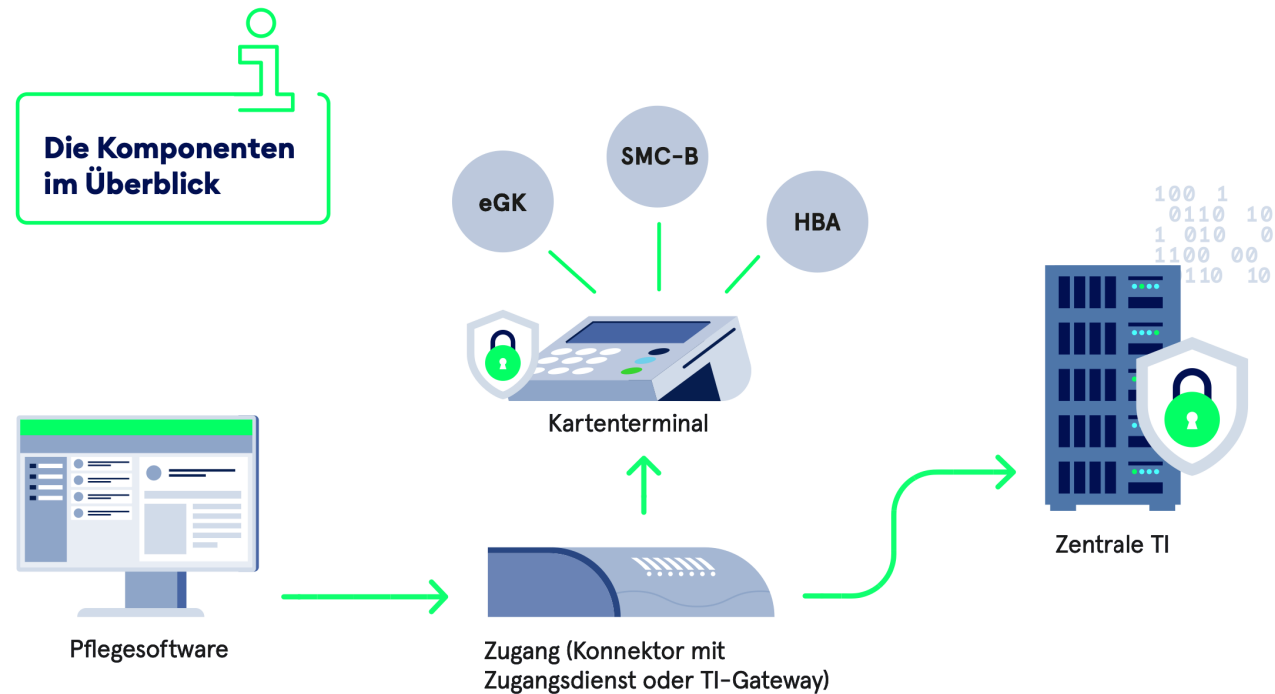 Die Komponenten
im Überblick
eGK
SMC-B
HBA
100 1
0110 10
1 010 0
1100 00
110 10
Kartenterminal
Zentrale TI
Pflegesoftware
Zugang (Konnektor mit
Zugangsdienst oder TI-Gateway)